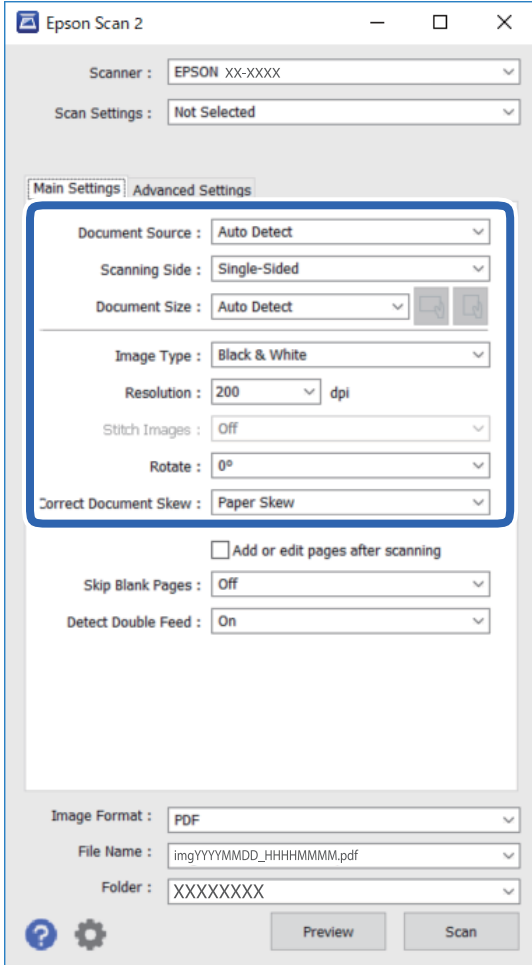 Epson Scan 2
Scanner : EPSON XX-XXXX
Scan Settings : Not Selected
Main Settings Advanced Settings
Document Source : Auto Detect
Scanning Side : Single-Sided
Document Size : Auto Detect
Image Type : Black & White
Resolution : 200 dpi
Stitch Images : Off
Rotate : 0º
Correct Document Skew : Paper Skew
Add or edit pages after scanning
Skip Blank Pages : Off
Detect Double Feed : On
Image Format : PDF
File Name : imgYYYYMMDD_HHHHMMMM.pdf
Folder : XXXXXXXX
? Preview Scan